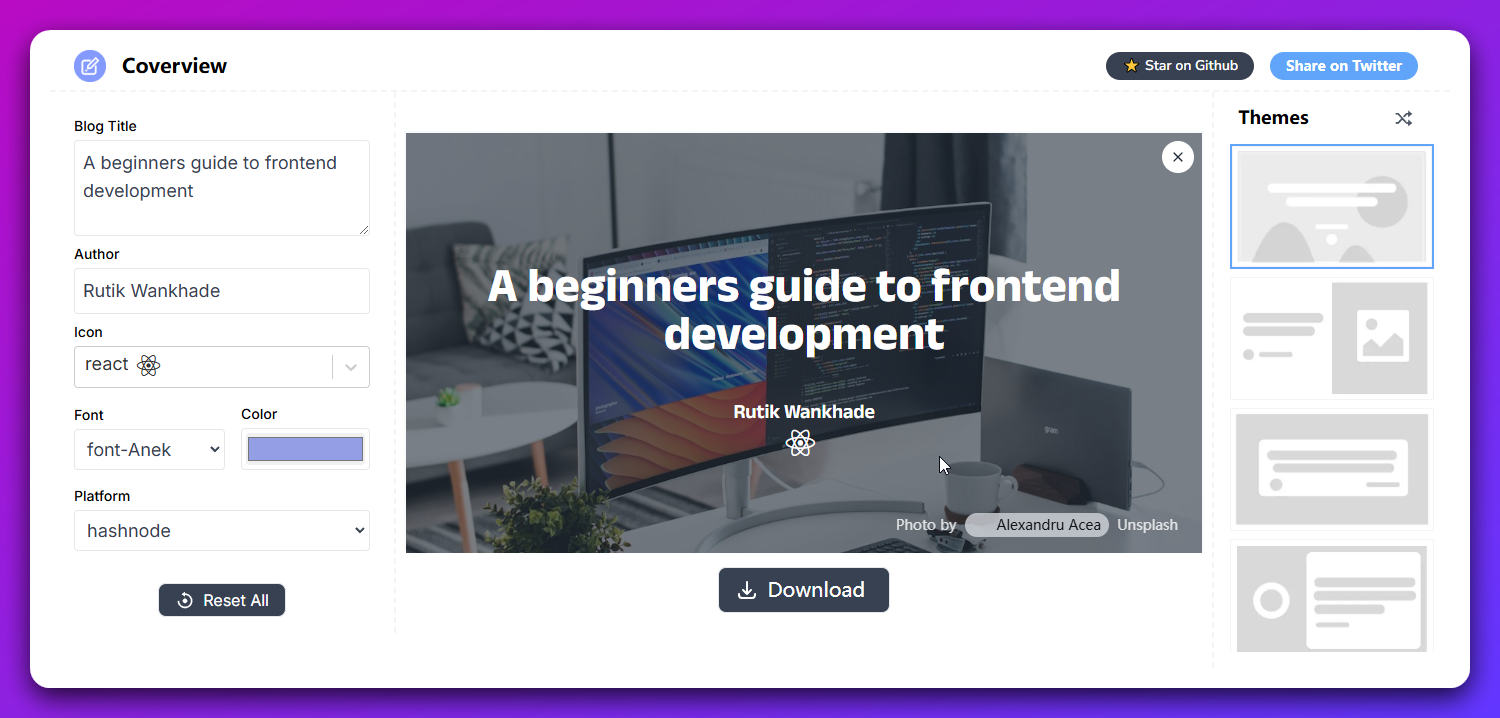 Coverview
Star on Github
Share on Twitter
Blog Title
A beginners guide to frontend
development
Author
Rutik Wankhade
Icon
react
Font
Color
font-Anek
Platform
hashnode
Reset All
A beginners guide to frontend
development
Rutik Wankhade
Photo by Alexandru Acea Unsplash
Download
Themes